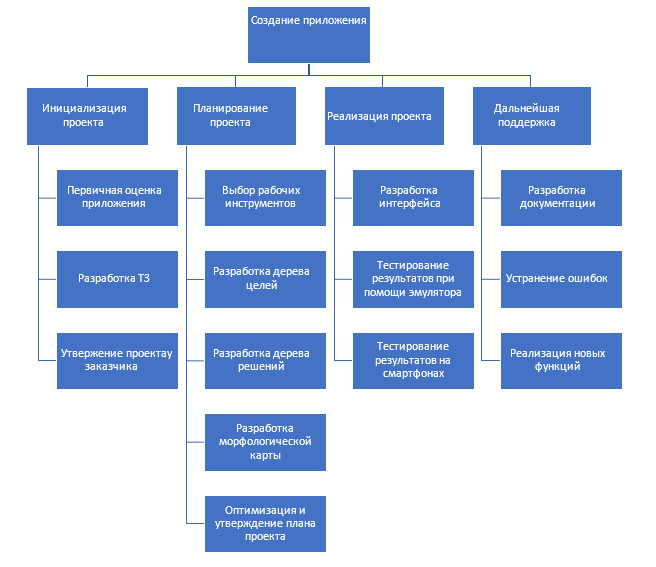 Создание приложения
Инициализация
проекта
Планирование
проекта
Реализация проекта
Дальнейшая
поддержка
Первичная оценка
приложения
Разработка ТЗ
Утвержение проектау
заказчика
Выбор рабочих
инструментов
Разработка дерева
целей
Разработка дерева
решений
Разработка
морфологической
карты
Оптимизация и
утверждение плана
проекта
Разработка
интерфейса
Тестирование
результатов при
помощи эмулятора
Тестирование
результатов на
смартфонах
Разработка
документации
Устранение ошибок
Реализация новых
функций